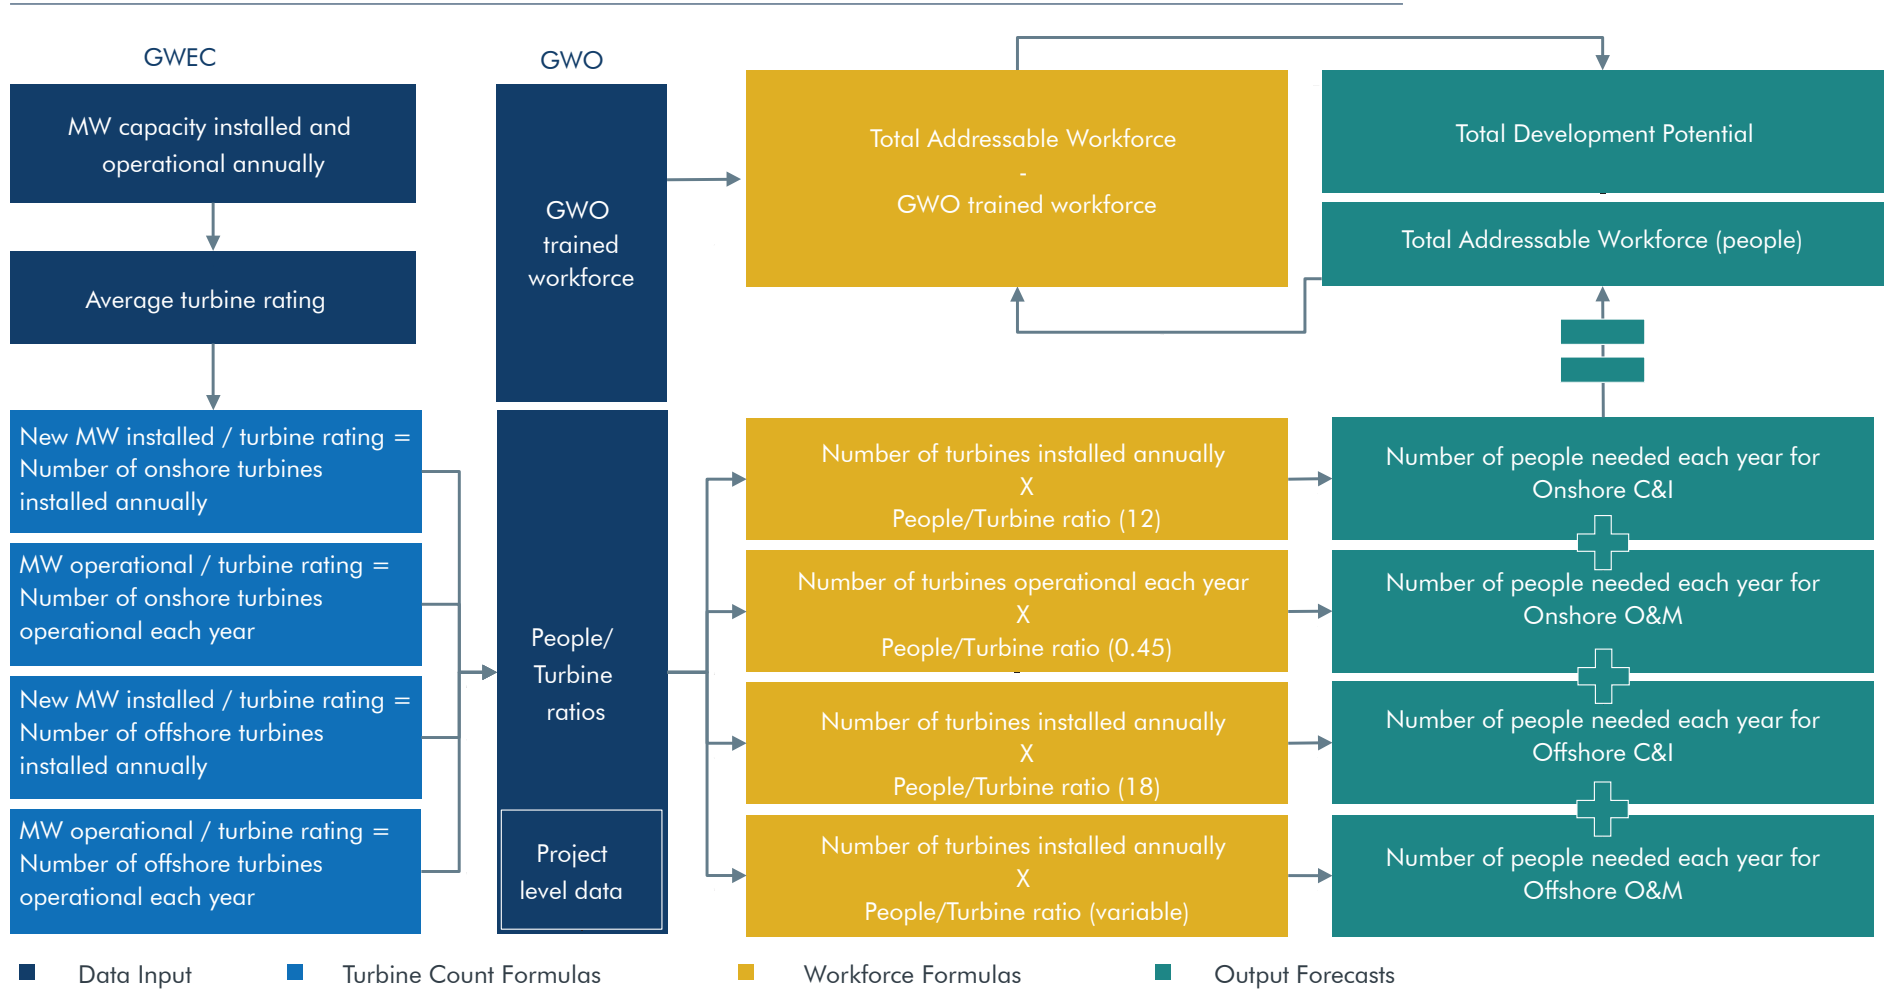 GWEC
MW capacity installed and
operational annually
Average turbine rating
New MW installed / turbine rating =
Number of onshore turbines
installed annually
MW operational / turbine rating =
Number of onshore turbines
operational each year
New MW installed / turbine rating =
Number of offshore turbines
installed annually
MW operational / turbine rating =
Number of offshore turbines
operational each year
GWO
GWO
trained
workforce
People/
Turbine
ratios
Project
level data
Total Addressable Workforce
-
GWO trained workforce
Number of turbines installed annually
X
People/Turbine ratio (12)
Number of turbines operational each year
X
People/Turbine ratio (0.45)
Number of turbines installed annually
X
People/Turbine ratio (18)
Number of turbines installed annually
X
People/Turbine ratio (variable)
Total Development Potential
Total Addressable Workforce (people)
Number of people needed each year for
Onshore C&I
Number of people needed each year for
Onshore O&M
Number of people needed each year for
Offshore C&I
Number of people needed each year for
Offshore O&M
Data Input
Turbine Count Formulas
Workforce Formulas
Output Forecasts